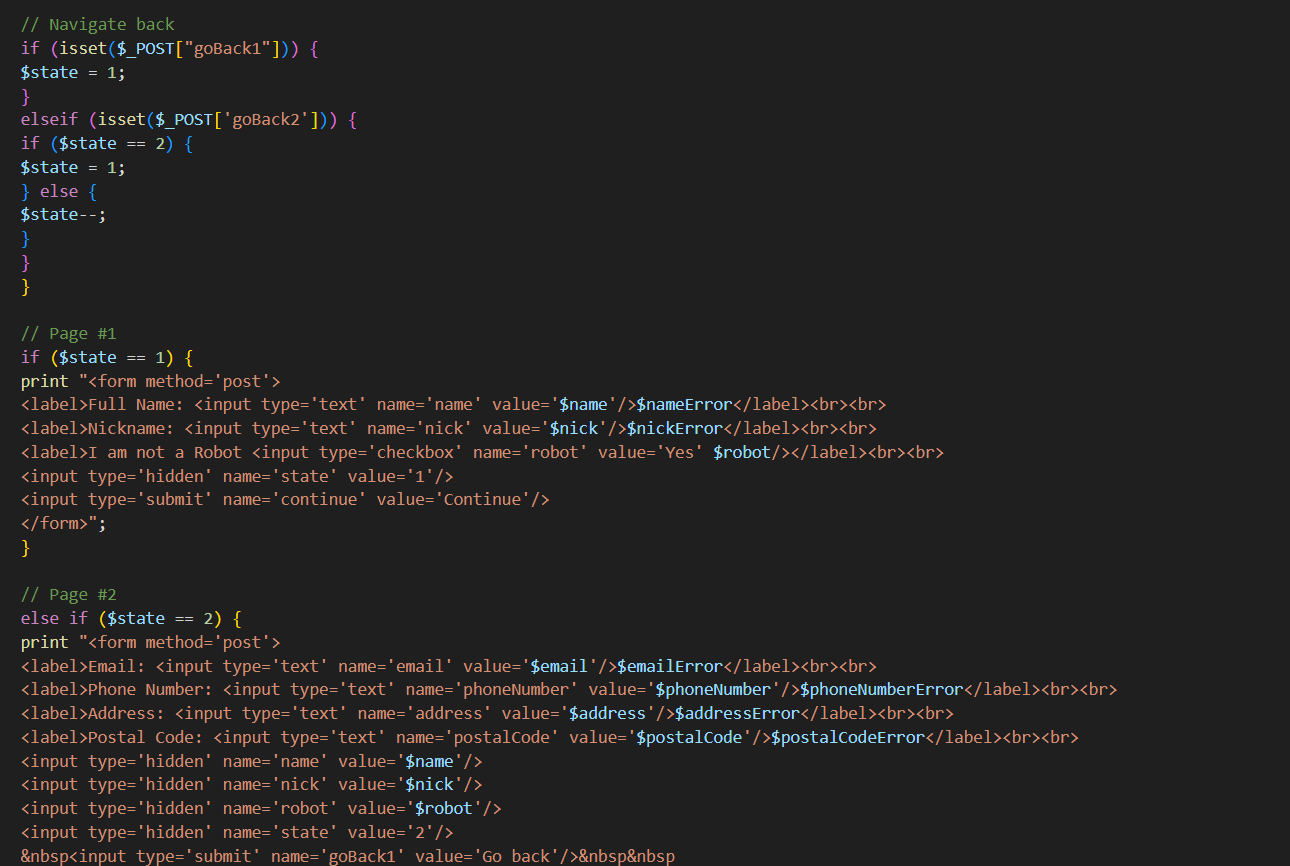 // Navigate back
if (isset($_POST["goBack1"])) {
$state = 1;
}
elseif (isset($_POST['goBack2'])) {
if ($state == 2) {
$state = 1;
} else {
$state--;
}
}
}
// Page #1
if ($state == 1) {
print "<form method='post'>
<label>Full Name: <input type='text' name='name' value='$name'/>$nameError</label><br><br>
<label>Nickname: <input type='text' name='nick' value='$nick'/>$nickError</label><br><br>
<label>I am not a Robot <input type='checkbox' name='robot' value='Yes' $robot/></label><br><br>
<input type='hidden' name='state' value='1'/>
<input type='submit' name='continue' value='Continue'/>
</form>";
}
// Page #2
else if ($state == 2) {
print "<form method='post'>
<label>Email: <input type='text' name='email' value='$email'/>$emailError</label><br><br>
<label>Phone Number: <input type='text' name='phoneNumber' value='$phoneNumber'/>$phoneNumberError</label><br><br>
<label>Address: <input type='text' name='address' value='$address'/>$addressError</label><br><br>
<label>Postal Code: <input type='text' name='postalCode' value='$postalCode'/>$postalCodeError</label><br><br>
<input type='hidden' name='name' value='$name'/>
<input type='hidden' name='nick' value='$nick'/>
<input type='hidden' name='robot' value='$robot'/>
<input type='hidden' name='state' value='2'/>
&nbsp<input type='submit' name='goBack1' value='Go back'/>&nbsp&nbsp